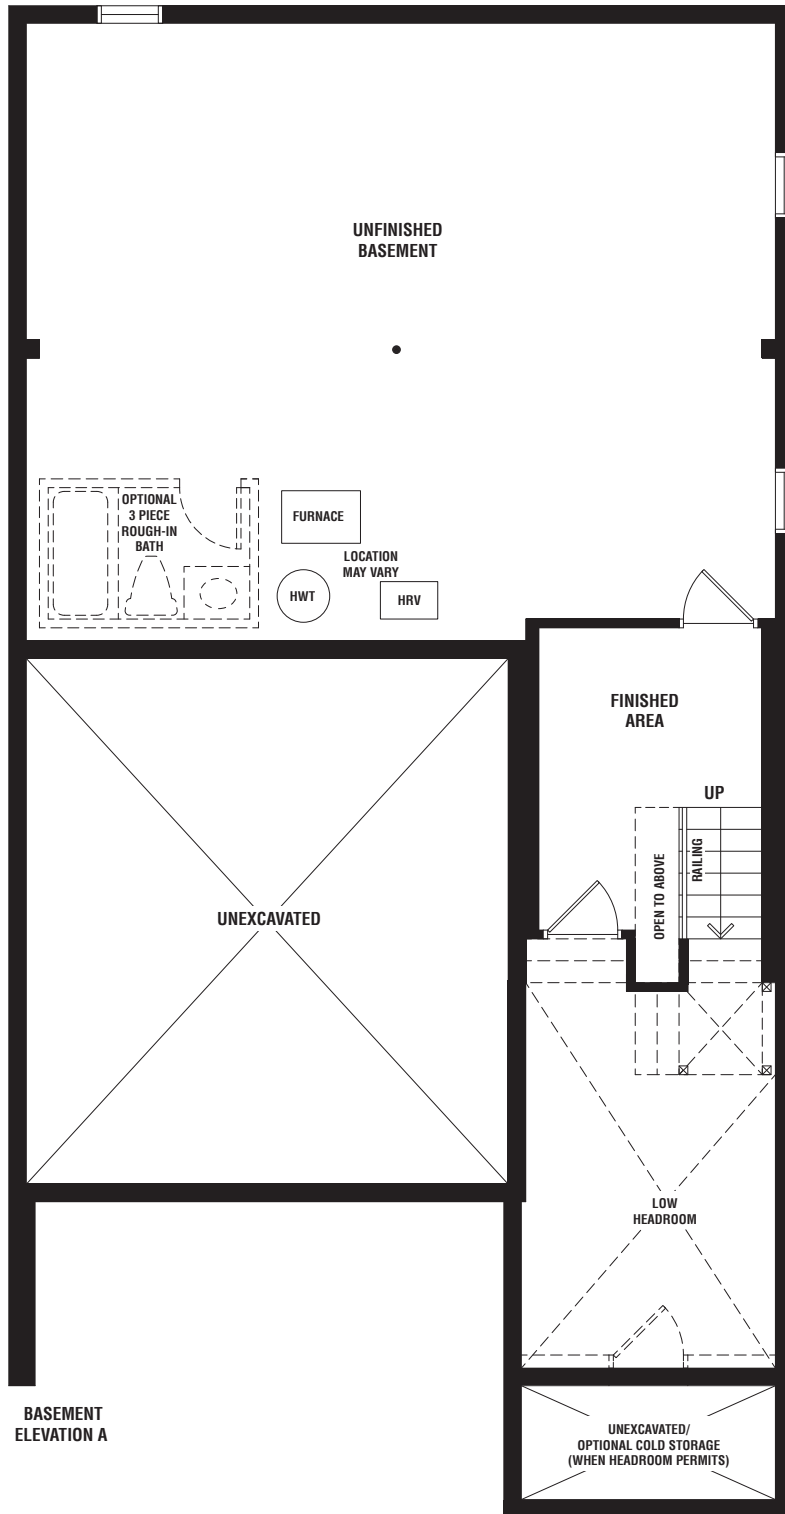 UNFINISHED
BASEMENT
OPTIONAL
3 PIECE
ROUGH-IN
BATH
FURNACE
LOCATION
MAY VARY
HWT
HRV
FINISHED
AREA
UP
RAILING
OPEN TO ABOVE
UNEXCAVATED
LOW
HEADROOM
BASEMENT
ELEVATION A
UNEXCAVATED/
OPTIONAL COLD STORAGE
(WHEN HEADROOM PERMITS)